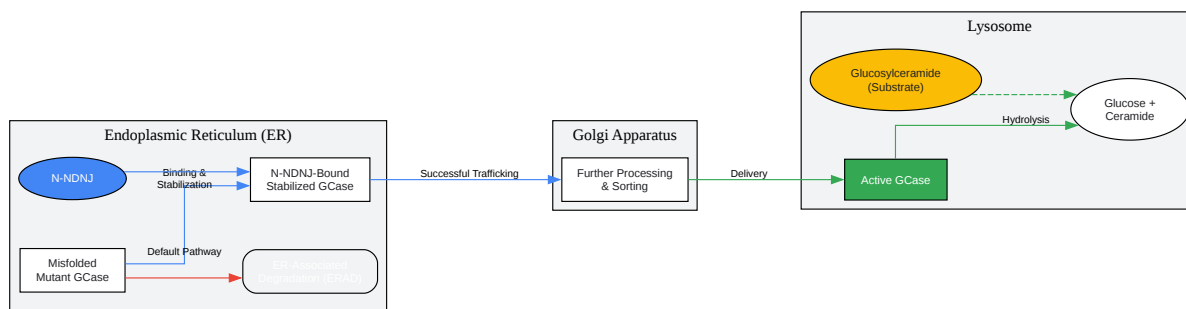 Lysosome
Glucosylceramide
(Substrate)
Glucose +
Ceramide
Hydrolysis
Endoplasmic Reticulum (ER)
Golgi Apparatus
N-NDNJ
Binding &
Stabilization
N-NDNJ-Bound
Stabilized GCase
Successful Trafficking
Further Processing
& Sorting
Delivery
Active GCase
Default Pathway
Misfolded
Mutant GCase
ER-Associated
Degradation (ERAD)